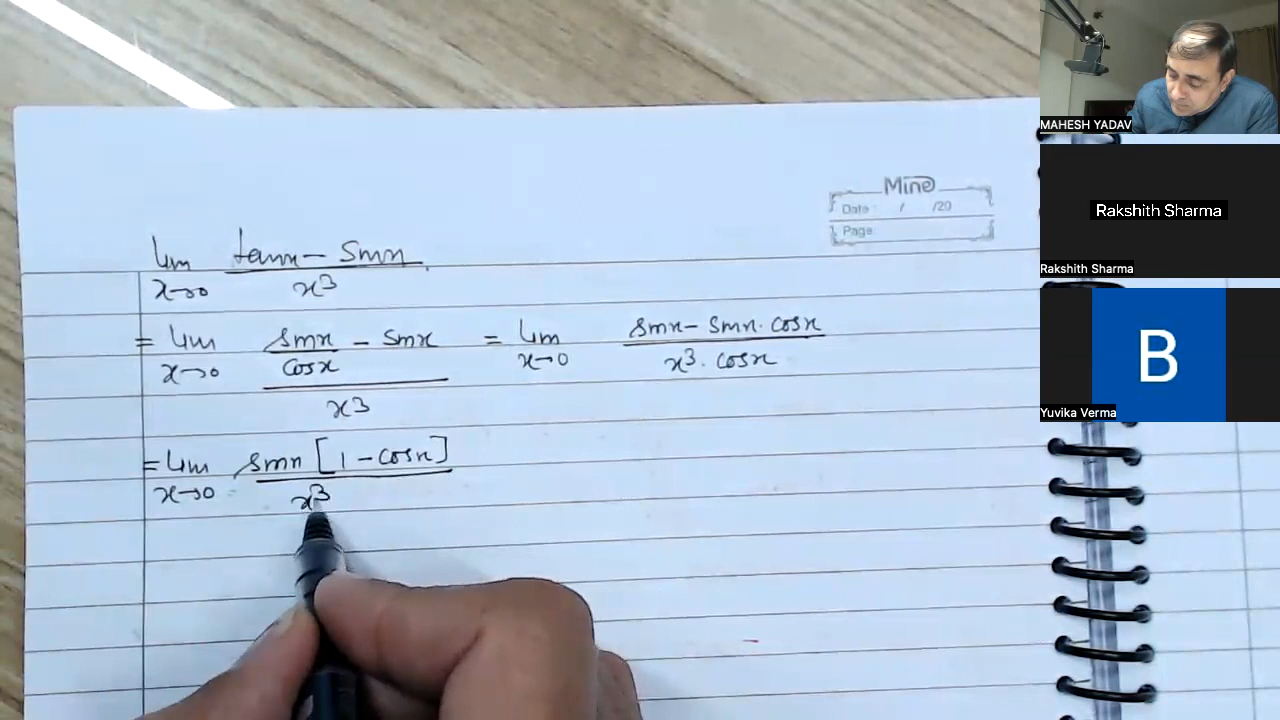 Mine
Date : / /20
Page:
lim tanx - sinx
x→0 x³
= lim sinx - sinx = lim sinx - sinx. cosx
x→0 cosx x→0 x³. cosx
x³
= lim sinx [1 - cosx]
x→0 x³
MAHESH YADAV
Rakshith Sharma
Rakshith Sharma
B
Yuvika Verma